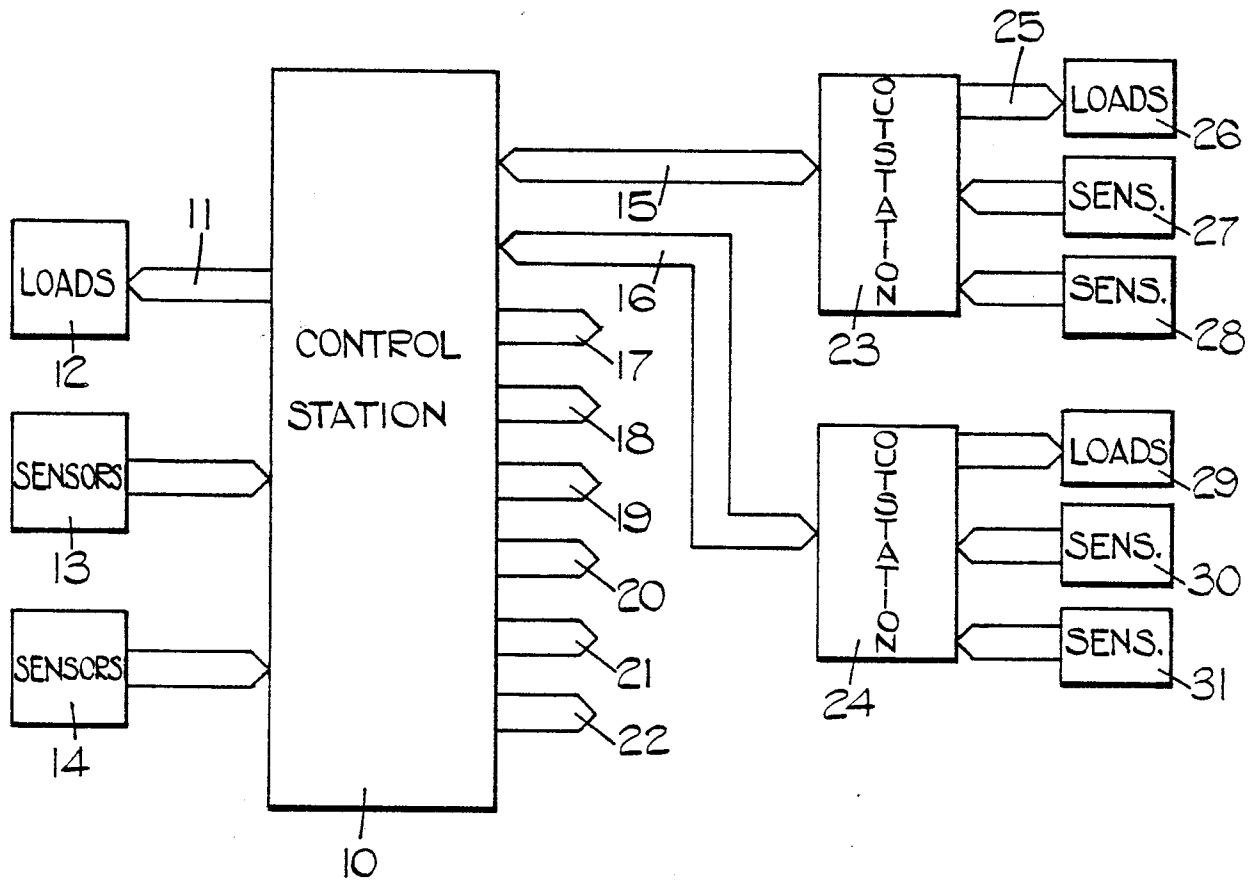 25
LOADS
26
OUTSTATION
SENS.
27
15
11
16
SENS.
28
LOADS
23
12
CONTROL
STATION
17
18
LOADS
29
SENSORS
13
19
OUTSTATION
SENS.
30
20
SENSORS
14
21
SENS.
31
22
24
10